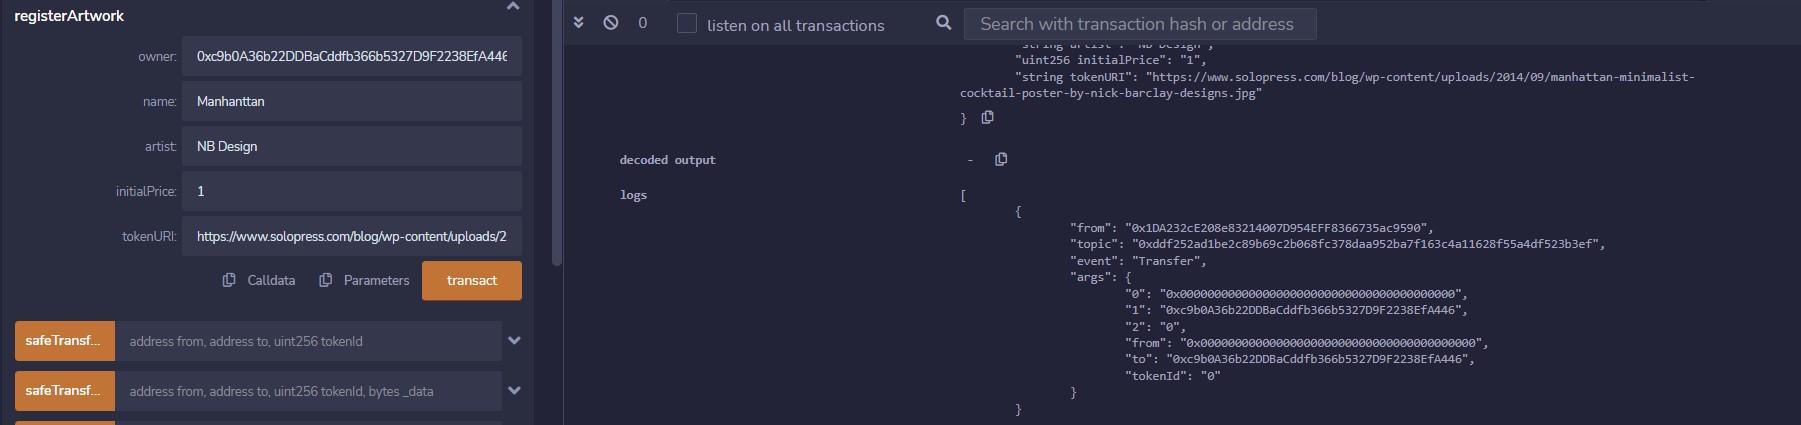 registerArtwork
owner: 0xc9b0A36b22DDBaCddfb366b5327D9F2238EfA446
name: Manhanttan
artist: NB Design
initialPrice: 1
tokenURI: https://www.solopress.com/blog/wp-content/uploads/2
Calldata Parameters transact
safeTransf... address from, address to, uint256 tokenId
safeTransf... address from, address to, uint256 tokenId, bytes _data
0 listen on all transactions Search with transaction hash or address
"string artist": "NB Design",
"uint256 initialPrice": "1",
"string tokenURI": "https://www.solopress.com/blog/wp-content/uploads/2014/09/manhattan-minimalist-
cocktail-poster-by-nick-barclay-designs.jpg"
}
decoded output -
logs [
{
"from": "0x1DA232cE208e83214007D954EFF8366735ac9590",
"topic": "0xddf252ad1be2c89b69c2b068fc378daa952ba7f163c4a11628f55a4df523b3ef",
"event": "Transfer",
"args": {
"0": "0x0000000000000000000000000000000000000000",
"1": "0xc9b0A36b22DDBaCddfb366b5327D9F2238EfA446",
"2": "0",
"from": "0x0000000000000000000000000000000000000000",
"to": "0xc9b0A36b22DDBaCddfb366b5327D9F2238EfA446",
"tokenId": "0"
}
}